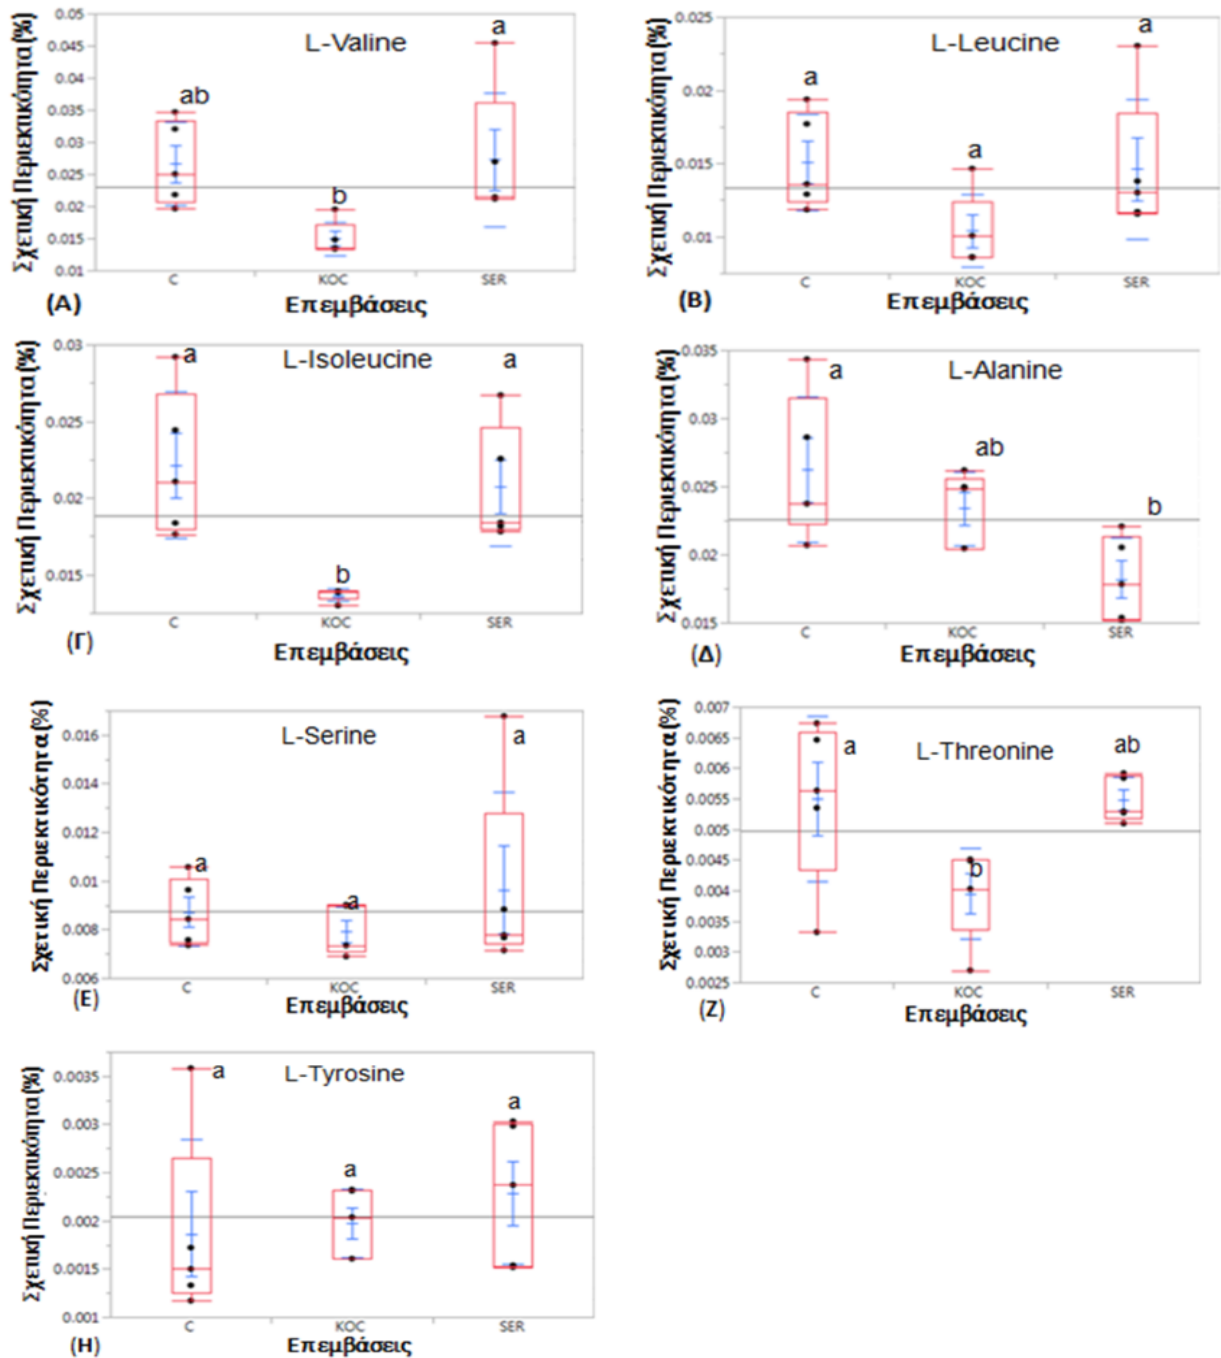 Σχετική Περιεκτικότητα(%)
0.05
0.045
0.04
0.035
0.03
0.025
0.02
0.015
0.01
L-Valine
ab
b
a
C
KOC
SER
(Α)
Επεμβάσεις
Σχετική Περιεκτικότητα(%)
0.025
0.02
0.015
0.01
L-Leucine
a
a
a
C
KOC
SER
(Β)
Επεμβάσεις
Σχετική Περιεκτικότητα(%)
0.03
0.025
0.02
0.015
L-Isoleucine
a
b
a
C
KOC
SER
(Γ)
Επεμβάσεις
Σχετική Περιεκτικότητα(%)
0.035
0.03
0.025
0.02
0.015
L-Alanine
a
ab
b
C
KOC
SER
(Δ)
Επεμβάσεις
Σχετική Περιεκτικότητα(%)
0.016
0.014
0.012
0.01
0.008
0.006
L-Serine
a
a
a
C
KOC
SER
(Ε)
Επεμβάσεις
Σχετική Περιεκτικότητα(%)
0.007
0.0065
0.006
0.0055
0.005
0.0045
0.004
0.0035
0.003
0.0025
L-Threonine
a
b
ab
C
KOC
SER
(Ζ)
Επεμβάσεις
Σχετική Περιεκτικότητα(%)
0.0035
0.003
0.0025
0.002
0.0015
0.001
L-Tyrosine
a
a
a
C
KOC
SER
(Η)
Επεμβάσεις